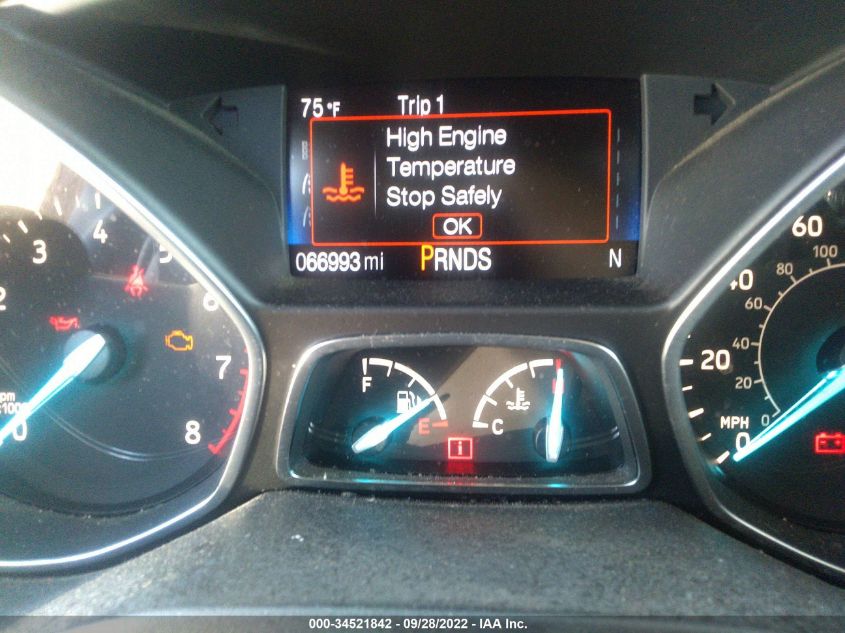 75°F Trip 1
High Engine
Temperature
Stop Safely
OK
066993 mi PRNDS N
2 3 4 5 6 7 8
0
F E
C H
i
MPH
0 20 40 60
0 20 40 60 80 100
000-34521842 / 09/28/2022 - IAA Inc.